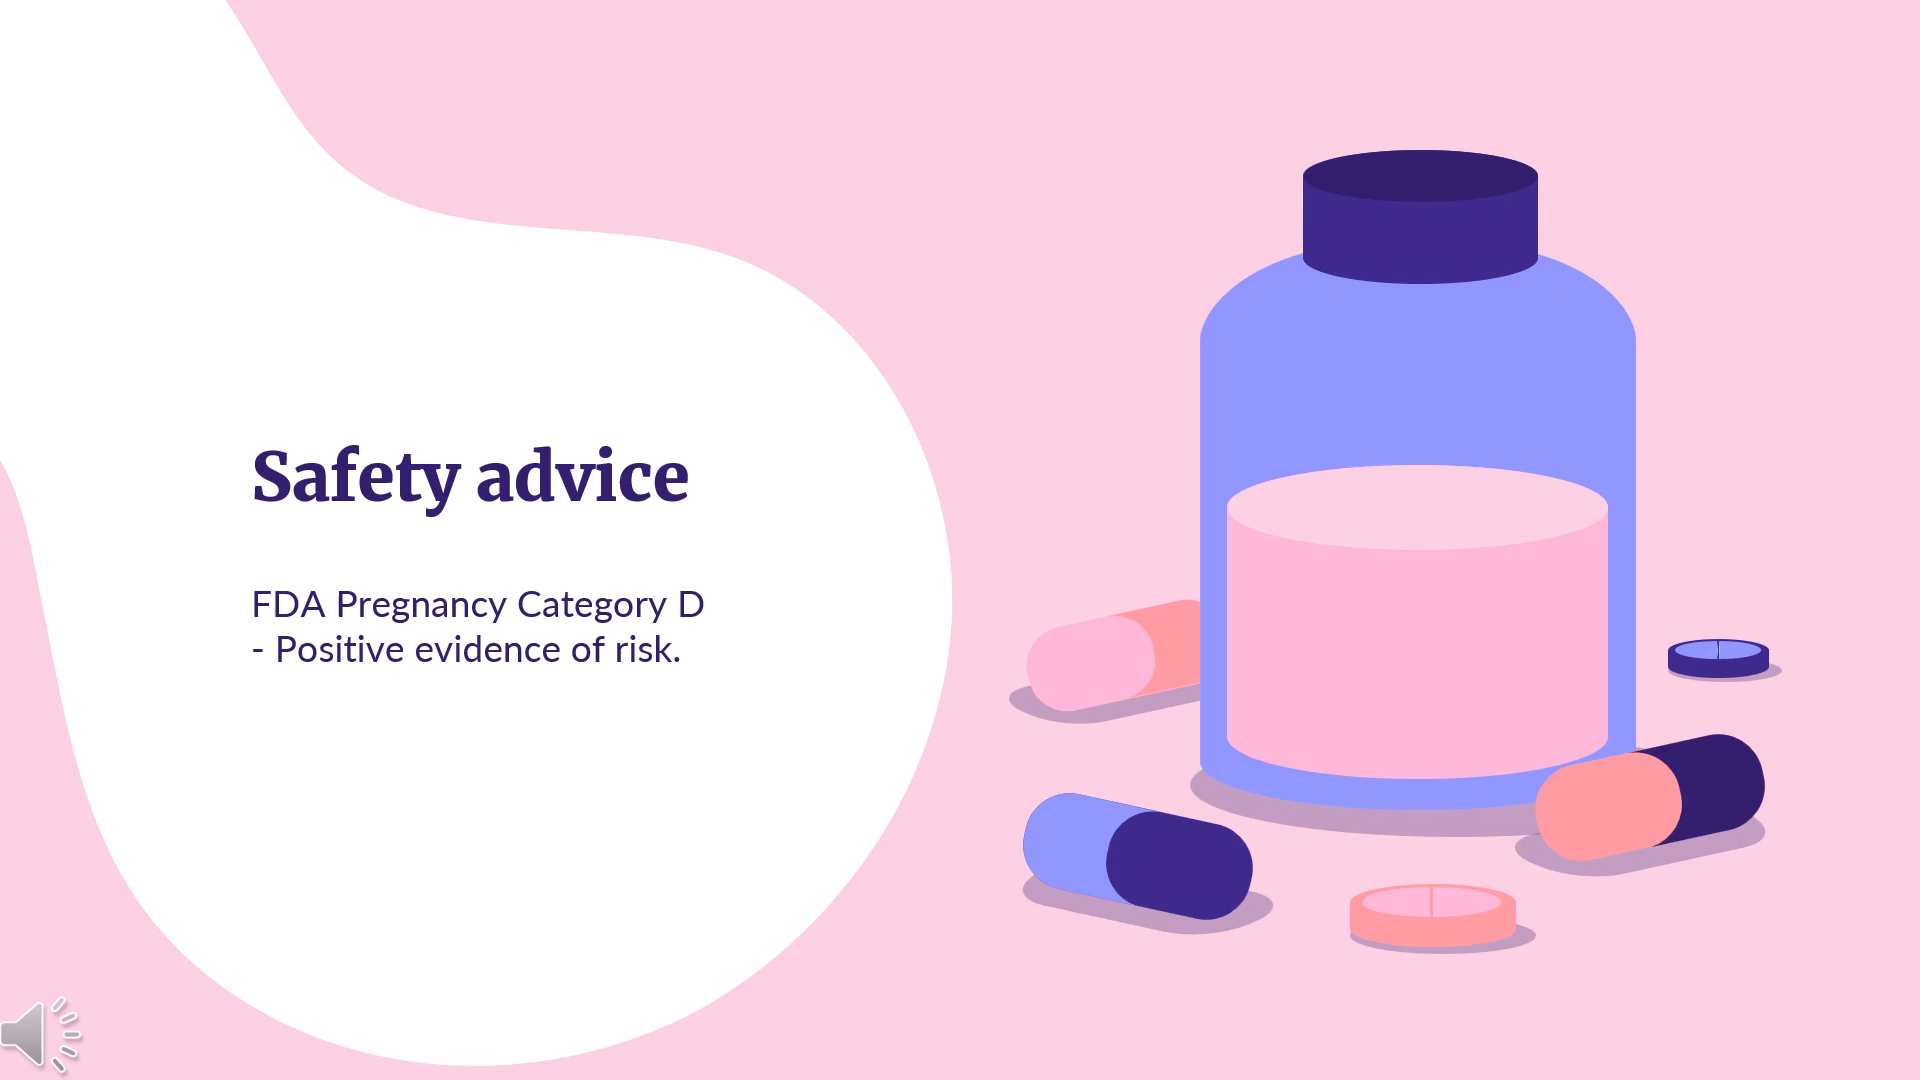 Safety advice
FDA Pregnancy Category D
- Positive evidence of risk.